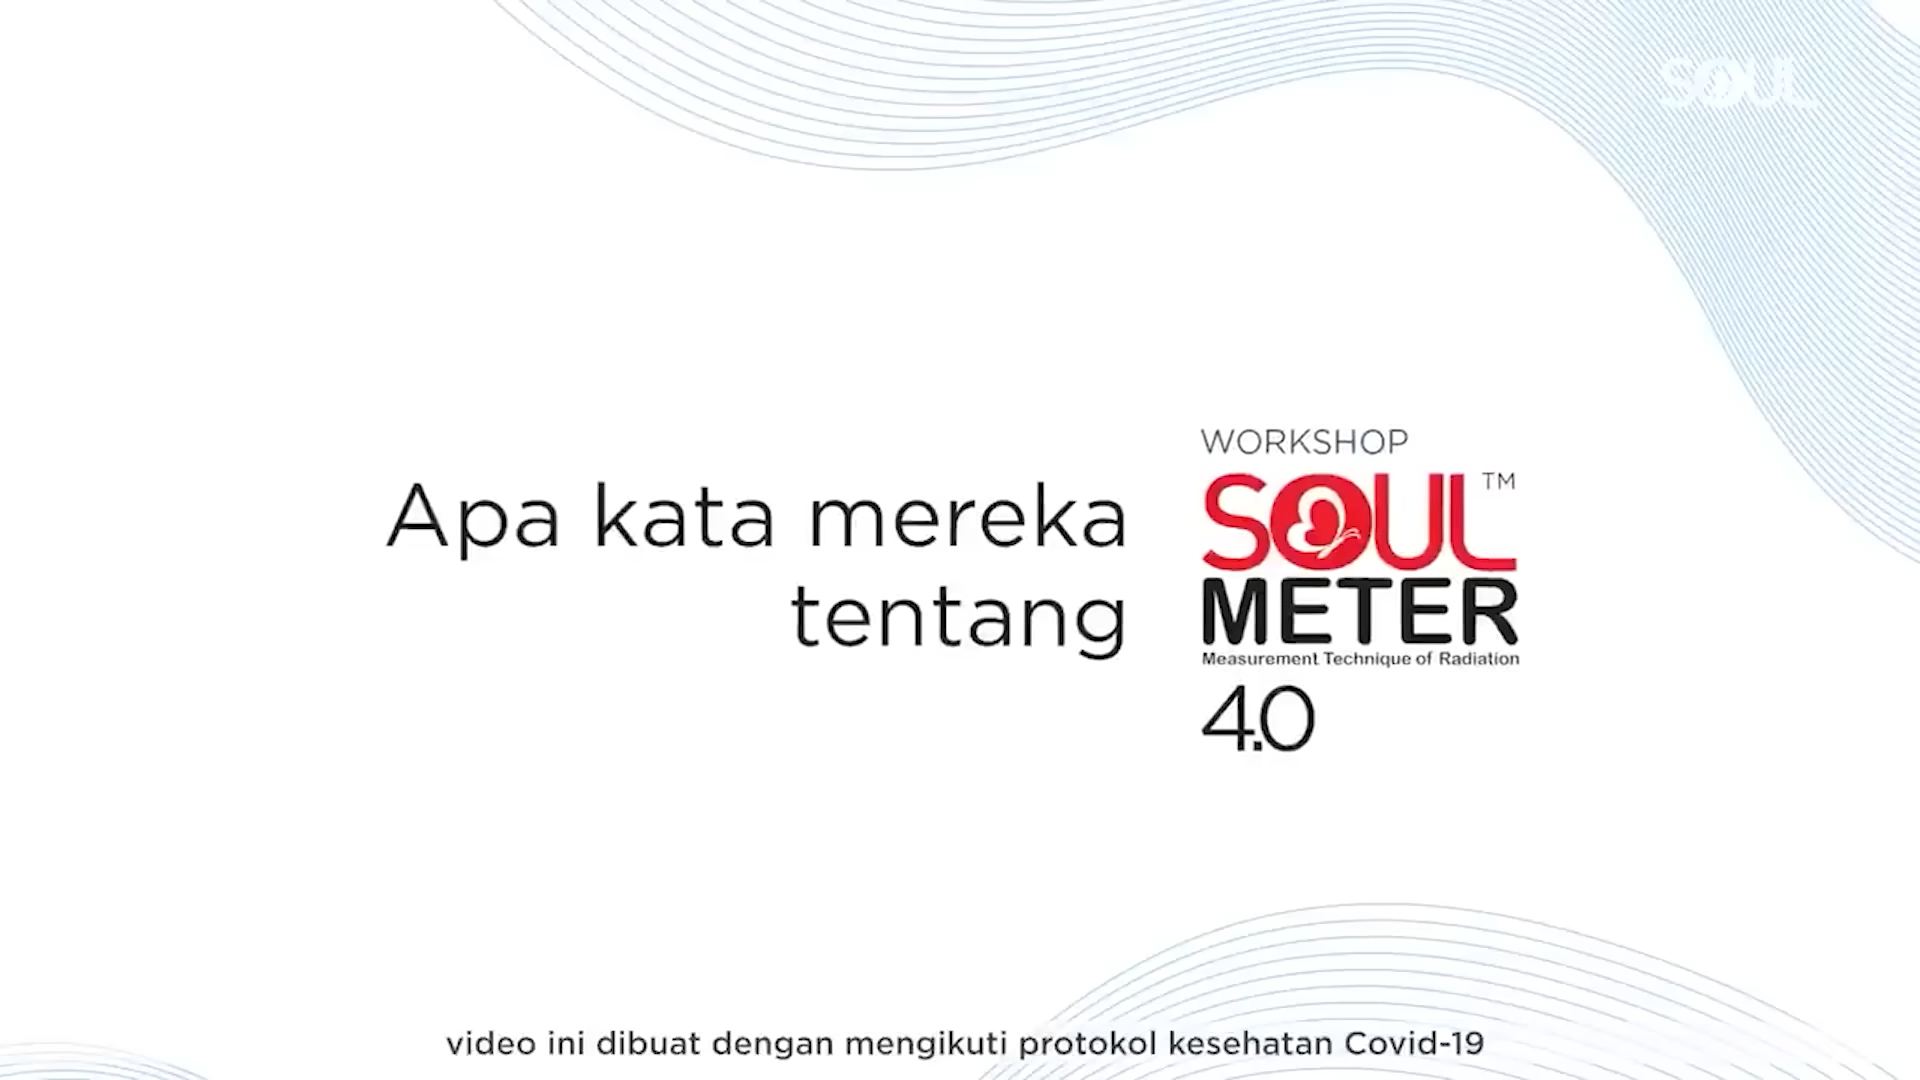 SOUL
Apa kata mereka
tentang
WORKSHOP
SOUL™
METER
Measurement Technique of Radiation
4.0
video ini dibuat dengan mengikuti protokol kesehatan Covid-19